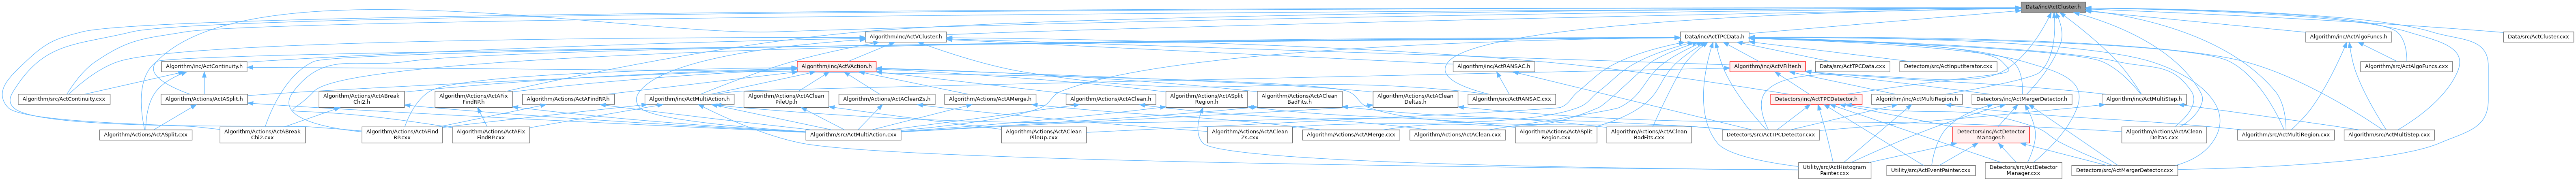 Data/inc/ActCluster.h
Algorithm/inc/ActVCluster.h
Data/inc/ActTPCData.h
Algorithm/inc/ActAlgoFuncs.h
Data/src/ActCluster.cxx
Algorithm/inc/ActContinuity.h
Algorithm/inc/ActVAction.h
Algorithm/inc/ActRANSAC.h
Algorithm/inc/ActVFilter.h
Data/src/ActTPCData.cxx
Detectors/src/ActInputIterator.cxx
Algorithm/src/ActAlgoFuncs.cxx
Algorithm/src/ActContinuity.cxx
Algorithm/Actions/ActASplit.h
Algorithm/Actions/ActABreak
Chi2.h
Algorithm/Actions/ActAFix
FindRP.h
Algorithm/Actions/ActAFindRP.h
Algorithm/inc/ActMultiAction.h
Algorithm/Actions/ActAClean
PileUp.h
Algorithm/Actions/ActACleanZs.h
Algorithm/Actions/ActAMerge.h
Algorithm/Actions/ActAClean.h
Algorithm/Actions/ActASplit
Region.h
Algorithm/Actions/ActAClean
BadFits.h
Algorithm/Actions/ActAClean
Deltas.h
Algorithm/src/ActRANSAC.cxx
Detectors/inc/ActTPCDetector.h
Algorithm/inc/ActMultiRegion.h
Detectors/inc/ActMergerDetector.h
Algorithm/inc/ActMultiStep.h
Algorithm/Actions/ActASplit.cxx
Algorithm/Actions/ActABreak
Chi2.cxx
Algorithm/Actions/ActAFind
RP.cxx
Algorithm/Actions/ActAFix
FindRP.cxx
Algorithm/src/ActMultiAction.cxx
Algorithm/Actions/ActAClean
PileUp.cxx
Algorithm/Actions/ActAClean
Zs.cxx
Algorithm/Actions/ActAMerge.cxx
Algorithm/Actions/ActAClean.cxx
Algorithm/Actions/ActASplit
Region.cxx
Algorithm/Actions/ActAClean
BadFits.cxx
Detectors/src/ActTPCDetector.cxx
Detectors/inc/ActDetector
Manager.h
Algorithm/Actions/ActAClean
Deltas.cxx
Algorithm/src/ActMultiRegion.cxx
Algorithm/src/ActMultiStep.cxx
Utility/src/ActHistogram
Painter.cxx
Utility/src/ActEventPainter.cxx
Detectors/src/ActDetector
Manager.cxx
Detectors/src/ActMergerDetector.cxx